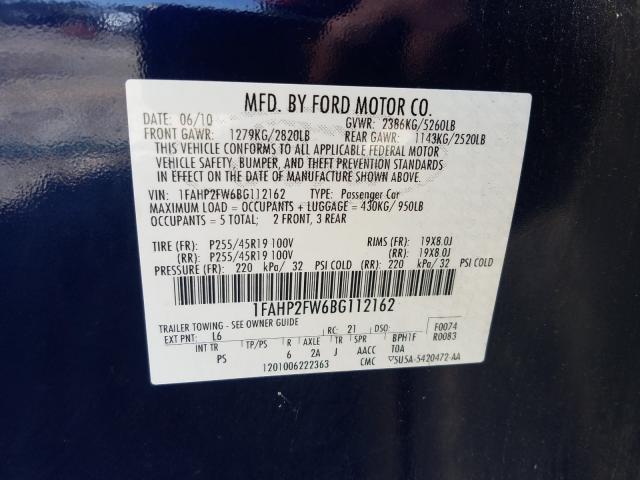 MFD. BY FORD MOTOR CO.
DATE: 06/10 GVWR: 2386KG/5260LB
FRONT GAWR: 1279KG/2820LB REAR GAWR: 1143KG/2520LB
THIS VEHICLE CONFORMS TO ALL APPLICABLE FEDERAL MOTOR
VEHICLE SAFETY, BUMPER, AND THEFT PREVENTION STANDARDS
IN EFFECT ON THE DATE OF MANUFACTURE SHOWN ABOVE.
VIN: 1FAHP2FW6BG112162 TYPE: Passenger Car
MAXIMUM LOAD = OCCUPANTS + LUGGAGE = 430KG/ 950LB
OCCUPANTS = 5 TOTAL; 2 FRONT, 3 REAR
TIRE (FR): P255/45R19 100V RIMS (FR): 19X8.0J
(RR): P255/45R19 100V (RR): 19X8.0J
PRESSURE (FR): 220 kPa/ 32 PSI COLD (RR): 220 kPa/ 32 PSI COLD
1FAHP2FW6BG112162
TRAILER TOWING - SEE OWNER GUIDE
EXT PNT: L6 RC: 21 DSO: F0074
INT TR TP/PS R AXLE TR SPR BPH1F R0083
PS 6 2A J AACC TOA
1201006222363 CMC 5U5A-5420472-AA